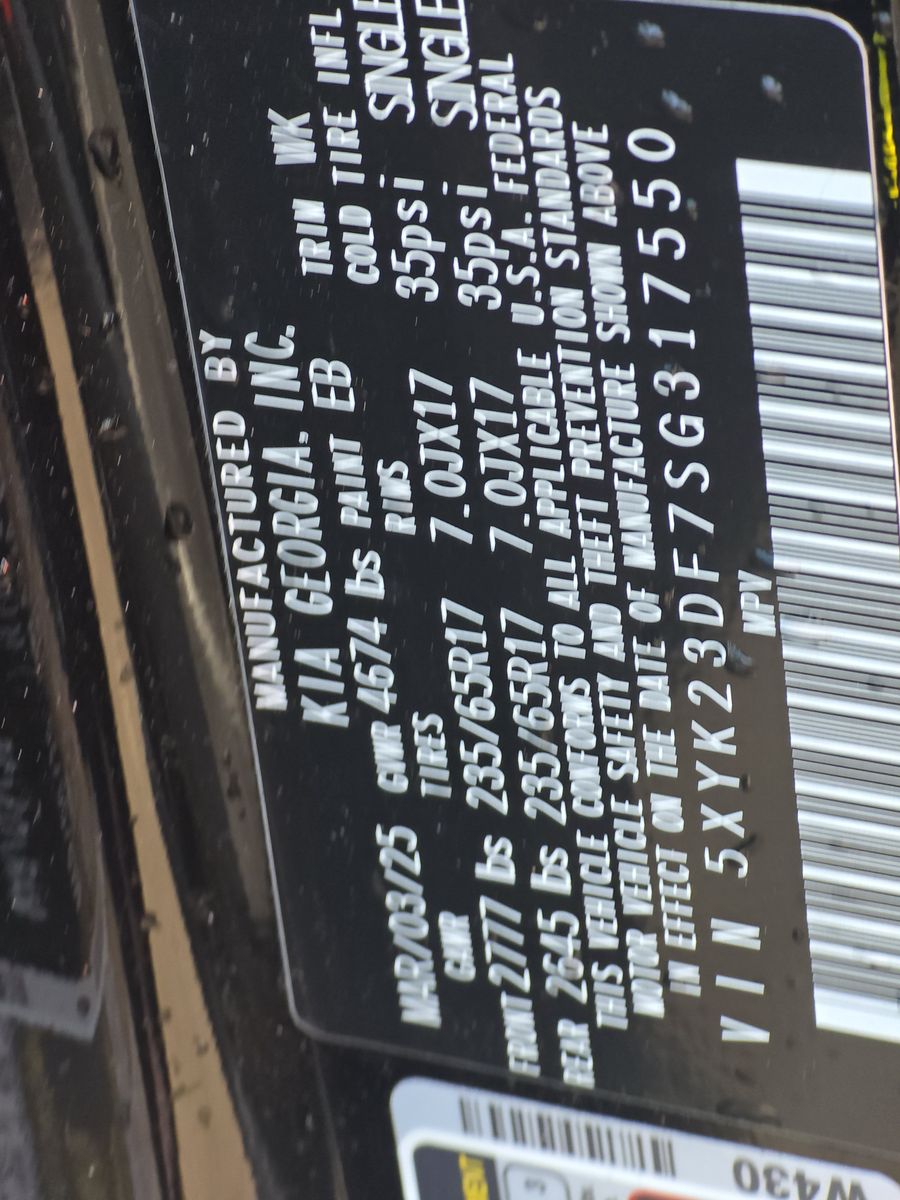 MANUFACTURED BY
KIA GEORGIA. INC.
MAR/03/25 GVWR 4674 lbs PAINT EB TRIM WK
GAWR TIRES RIMS COLD TIRE INFL
FRONT 2777 lbs 235/65R17 7.0JX17 35psi SINGLE
REAR 2645 lbs 235/65R17 7.0JX17 35psi SINGLE
THIS VEHICLE CONFORMS TO ALL APPLICABLE U.S.A. FEDERAL
MOTOR VEHICLE SAFETY AND THEFT PREVENTION STANDARDS
IN EFFECT ON THE DATE OF MANUFACTURE SHOWN ABOVE
VIN 5XYK23DF7SG317550
MPV
W430
3